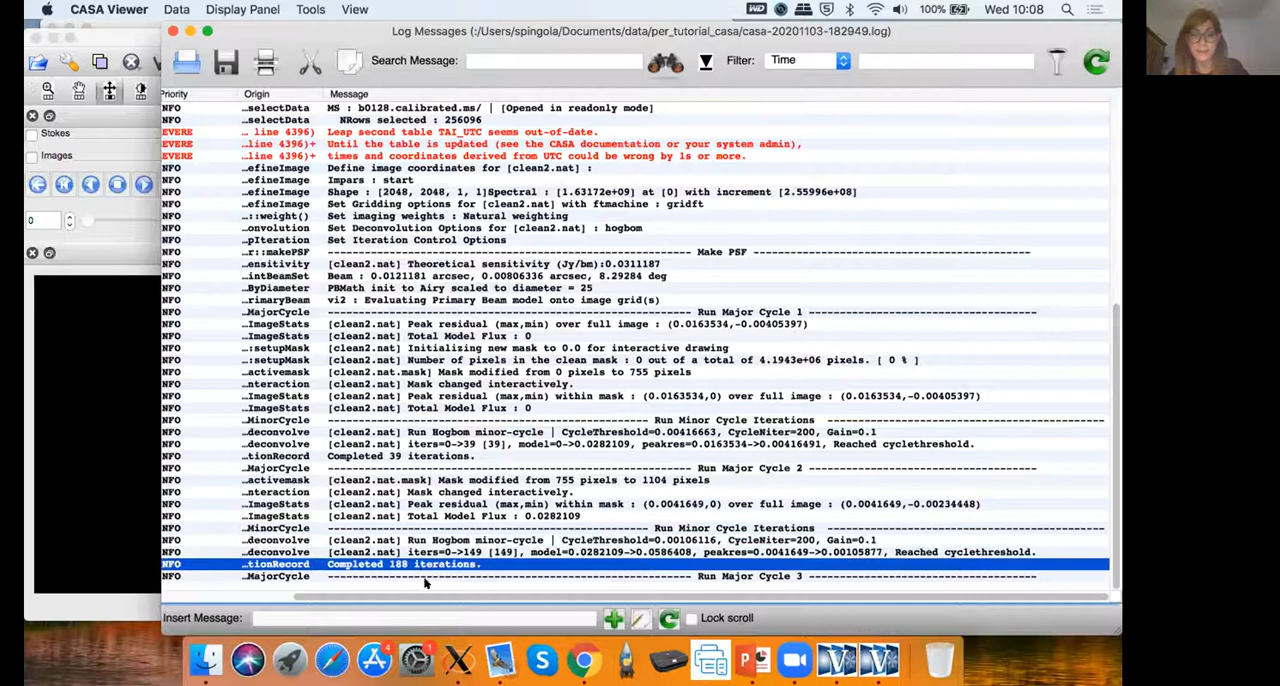 CASA Viewer Data Display Panel Tools View 100% Wed 10:08
Log Messages (:/Users/spingola/Documents/data/per_tutorial_casa/casa-20201103-182949.log)
Search Message: Filter: Time
Priority Origin Message
NFO …selectData MS : b0128.calibrated.ms/ | [Opened in readonly mode]
NFO …selectData NRows selected : 256096
EVERE … line 4396) Leap second table TAI_UTC seems out-of-date.
EVERE …line 4396)+ Until the table is updated (see the CASA documentation or your system admin),
EVERE …line 4396)+ times and coordinates derived from UTC could be wrong by 1s or more.
NFO …efineImage Define image coordinates for [clean2.nat] :
NFO …efineImage Impars : start
NFO …efineImage Shape : [2048, 2048, 1, 1]Spectral : [1.63172e+09] at [0] with increment [2.55996e+08]
NFO …efineImage Set Gridding options for [clean2.nat] with ftmachine : gridft
NFO …::weight() Set imaging weights : Natural weighting
NFO …onvolution Set Deconvolution Options for [clean2.nat] : hogbom
NFO …pIteration Set Iteration Control Options
NFO …r::makePSF ---------------------------------------------------- Make PSF ----------------------------------------
NFO …ensitivity [clean2.nat] Theoretical sensitivity (Jy/bm):0.0311187
NFO …intBeamSet Beam : 0.0121181 arcsec, 0.00806336 arcsec, 8.29284 deg
NFO …ByDiameter PBMath init to Airy scaled to diameter = 25
NFO …rimaryBeam vi2 : Evaluating Primary Beam model onto image grid(s)
NFO …MajorCycle ---------------------------------------------------- Run Major Cycle 1 ---------------------------------
NFO …ImageStats [clean2.nat] Peak residual (max,min) over full image : (0.0163534,-0.00405397)
NFO …ImageStats [clean2.nat] Total Model Flux : 0
NFO …:setupMask [clean2.nat] Initializing new mask to 0.0 for interactive drawing
NFO …:setupMask [clean2.nat] Number of pixels in the clean mask : 0 out of a total of 4.1943e+06 pixels. [ 0 % ]
NFO …activemask [clean2.nat.mask] Mask modified from 0 pixels to 755 pixels
NFO …nteraction [clean2.nat] Mask changed interactively.
NFO …ImageStats [clean2.nat] Peak residual (max,min) within mask : (0.0163534,0) over full image : (0.0163534,-0.00405397)
NFO …ImageStats [clean2.nat] Total Model Flux : 0
NFO …MinorCycle ------------------------------------------------ Run Minor Cycle Iterations ------------------------------------------
NFO …deconvolve [clean2.nat] Run Hogbom minor-cycle | CycleThreshold=0.00416663, CycleNiter=200, Gain=0.1
NFO …deconvolve [clean2.nat] iters=0->39 [39], model=0->0.0282109, peakres=0.0163534->0.00416491, Reached cyclethreshold.
NFO …tionRecord Completed 39 iterations.
NFO …MajorCycle ---------------------------------------------------- Run Major Cycle 2 ---------------------------------
NFO …activemask [clean2.nat.mask] Mask modified from 755 pixels to 1104 pixels
NFO …nteraction [clean2.nat] Mask changed interactively.
NFO …ImageStats [clean2.nat] Peak residual (max,min) within mask : (0.0041649,0) over full image : (0.0041649,-0.00234448)
NFO …ImageStats [clean2.nat] Total Model Flux : 0.0282109
NFO …MinorCycle ------------------------------------------------ Run Minor Cycle Iterations ------------------------------------------
NFO …deconvolve [clean2.nat] Run Hogbom minor-cycle | CycleThreshold=0.00106116, CycleNiter=200, Gain=0.1
NFO …deconvolve [clean2.nat] iters=0->149 [149], model=0.0282109->0.0586408, peakres=0.0041649->0.00105877, Reached cyclethreshold.
NFO …tionRecord Completed 188 iterations.
NFO …MajorCycle ---------------------------------------------------- Run Major Cycle 3 ---------------------------------
Insert Message: Lock scroll
Stokes
Images
0